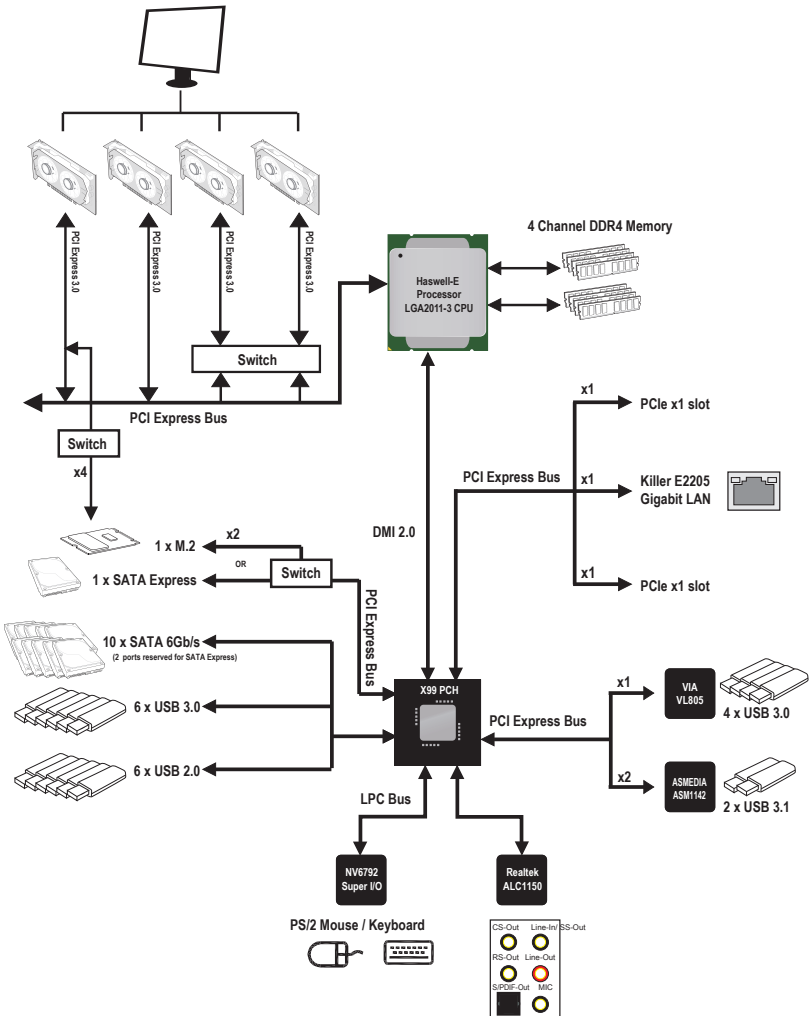 PCI Express 3.0
PCI Express 3.0
PCI Express 3.0
PCI Express 3.0
4 Channel DDR4 Memory
Haswell-E
Processor
LGA2011-3 CPU
Switch
PCI Express Bus
Switch
x4
x1
PCIe x1 slot
PCI Express Bus
x1
Killer E2205
Gigabit LAN
x1
PCIe x1 slot
DMI 2.0
1 x M.2
x2
OR
1 x SATA Express
Switch
PCI Express Bus
10 x SATA 6Gb/s
(2 ports reserved for SATA Express)
6 x USB 3.0
6 x USB 2.0
X99 PCH
PCI Express Bus
x1
VIA
VL805
4 x USB 3.0
x2
ASMEDIA
ASM1142
2 x USB 3.1
LPC Bus
NV6792
Super I/O
Realtek
ALC1150
PS/2 Mouse / Keyboard
CS-Out
Line-In/ SS-Out
RS-Out
Line-Out
S/PDIF-Out
MIC